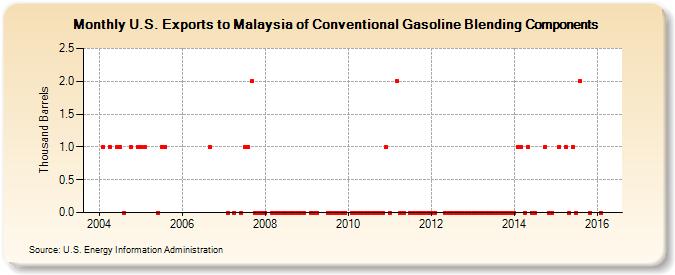 Monthly U.S. Exports to Malaysia of Conventional Gasoline Blending Components
Thousand Barrels
2.5
2.0
1.5
1.0
0.5
0.0
2004 2006 2008 2010 2012 2014 2016
Source: U.S. Energy Information Administration